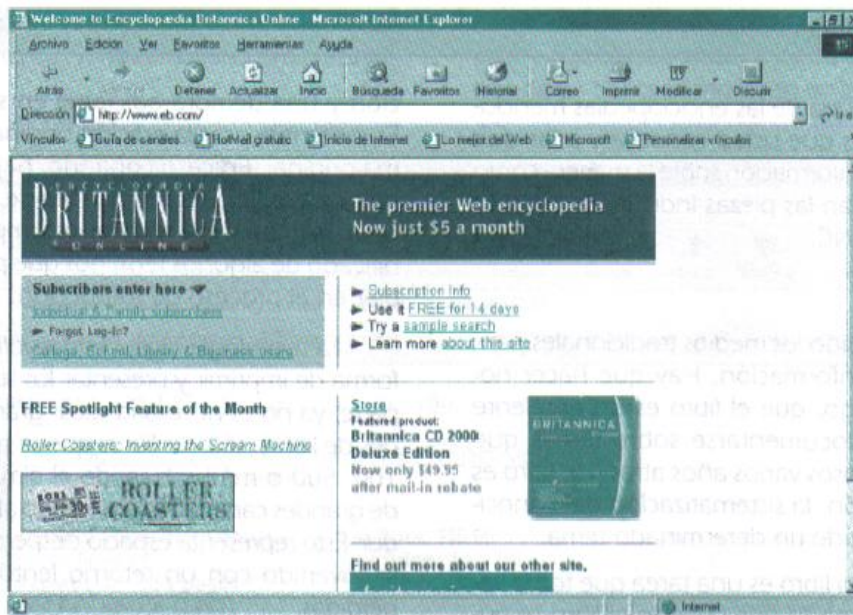 Welcome to Encyclopædia Britannica Online - Microsoft Internet Explorer
Archivo Edición Ver Favoritos Herramientas Ayuda
Atrás Detener Actualizar Inicio Búsqueda Favoritos Historial Correo Imprimir Modificar Discutir
Dirección http://www.eb.com/
Vínculos Guía de canales HotMail gratuito Inicio de Internet Lo mejor del Web Microsoft Personalizar vínculos
ENCYCLOPÆDIA
BRITANNICA
ONLINE
The premier Web encyclopedia
Now just $5 a month
Subscribers enter here
Individual & Family subscribers
Forgot Log-In?
College, School, Library & Business users
Subscription Info
Use it FREE for 14 days
Try a sample search
Learn more about this site
FREE Spotlight Feature of the Month
Roller Coasters: Inventing the Scream Machine
ROLLER
COASTERS
Store
Featured product:
Britannica CD 2000
Deluxe Edition
Now only $49.95
after mail-in rebate
BRITANNICA
Find out more about our other site,
Internet